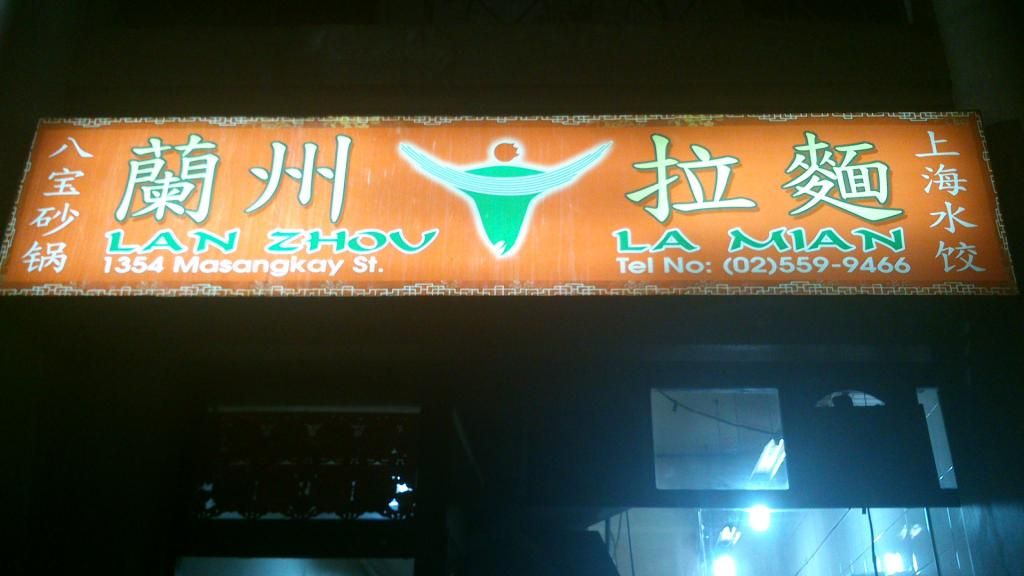 八宝砂锅
蘭州
拉麵
LAN ZHOU
LA MIAN
1354 Masangkay St.
Tel No: (02)559-9466
上海水饺